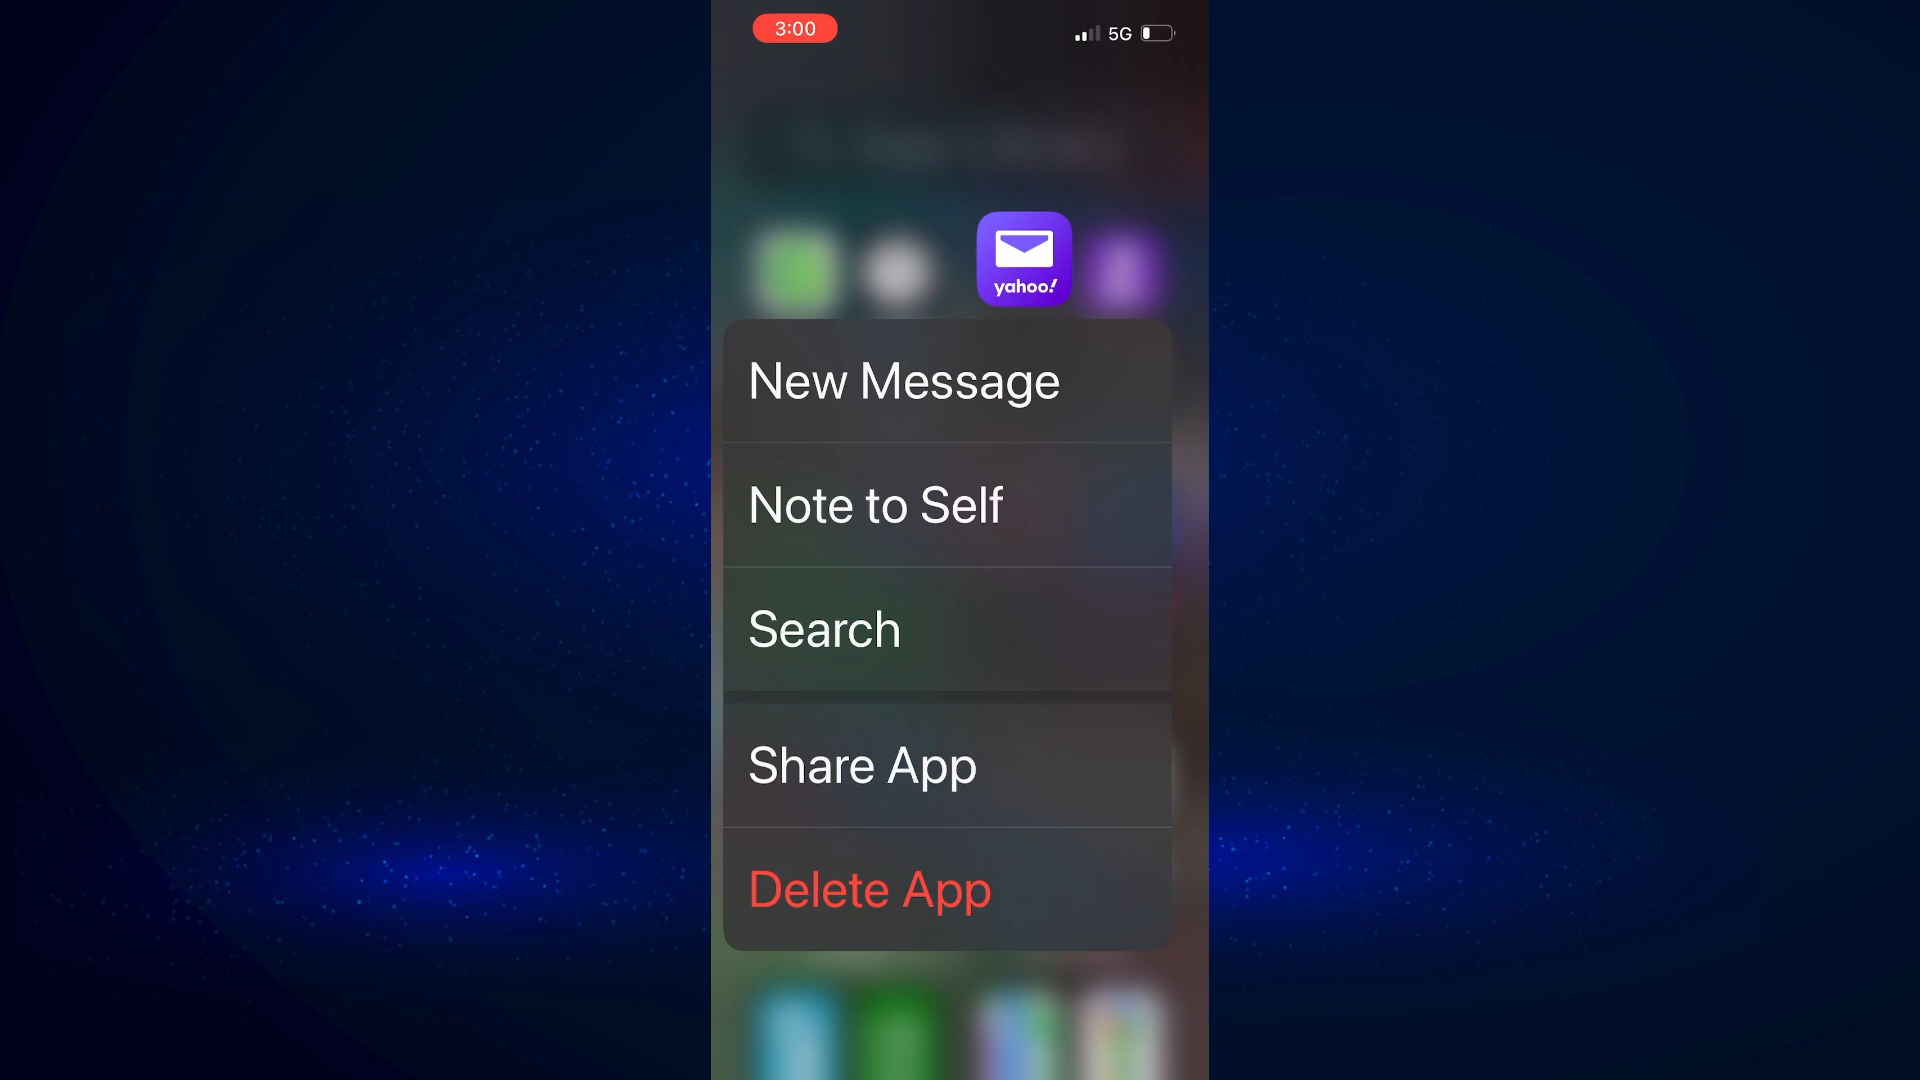 3:00
5G
yahoo!
New Message
Note to Self
Search
Share App
Delete App